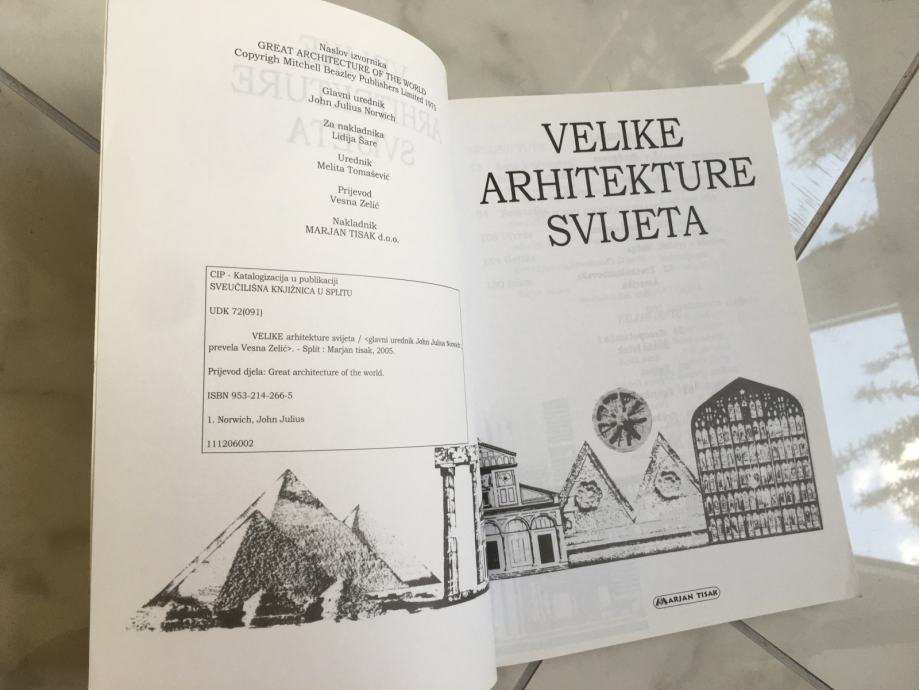 Naslov izvornika
GREAT ARCHITECTURE OF THE WORLD
Copyrigh Mitchell Beazley Publishers Limited 1975
Glavni urednik
John Julius Norwich
Za nakladnika
Lidija Šare
Urednik
Melita Tomašević
Prijevod
Vesna Zelić
Nakladnik
MARJAN TISAK d.o.o.
CIP - Katalogizacija u publikaciji
SVEUČILIŠNA KNJIŽNICA U SPLITU
UDK 72(091)
VELIKE arhitekture svijeta / <glavni urednik John Julius Norwich
prevela Vesna Zelić>. - Split : Marjan tisak, 2005.
Prijevod djela: Great architecture of the world.
ISBN 953-214-266-5
1. Norwich, John Julius
111206002
VELIKE
ARHITEKTURE
SVIJETA
MARJAN TISAK